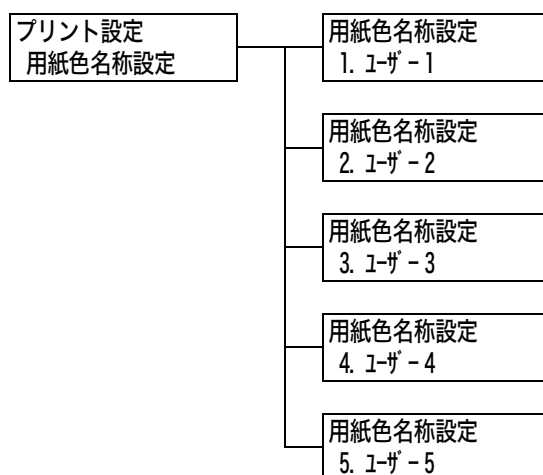 プリント設定
用紙色名称設定
用紙色名称設定
1. ﾕｰｻﾞｰ1
用紙色名称設定
2. ﾕｰｻﾞｰ2
用紙色名称設定
3. ﾕｰｻﾞｰ3
用紙色名称設定
4. ﾕｰｻﾞｰ4
用紙色名称設定
5. ﾕｰｻﾞｰ5